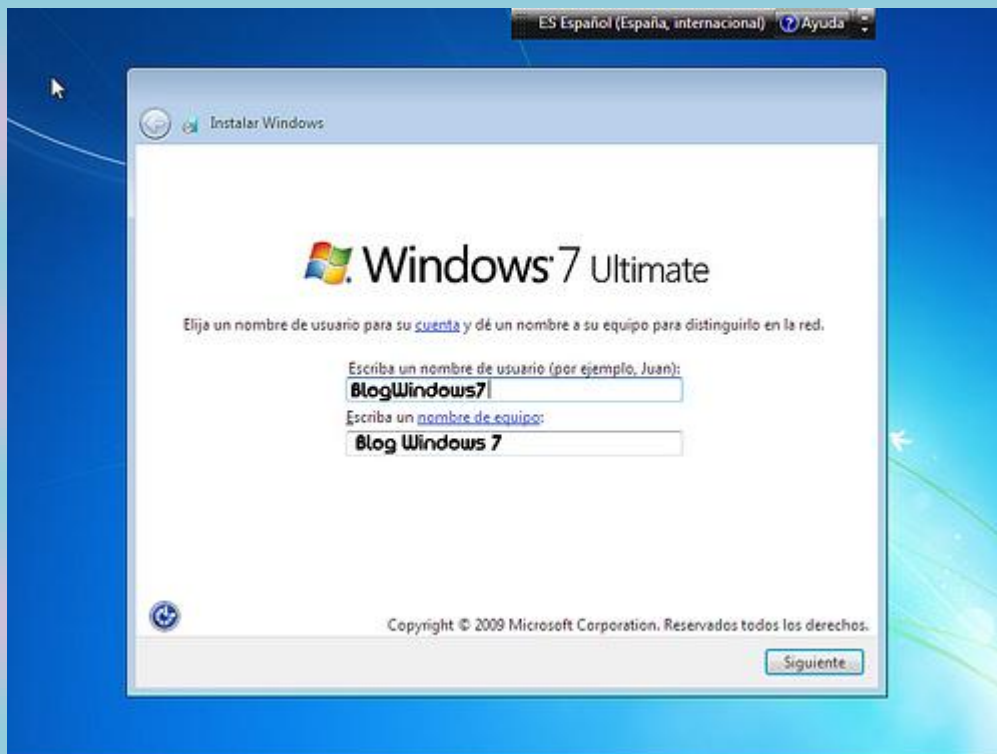 ES Español (España, internacional) Ayuda
Instalar Windows
Windows 7 Ultimate
Elija un nombre de usuario para su cuenta y dé un nombre a su equipo para distinguirlo en la red.
Escriba un nombre de usuario (por ejemplo, Juan):
BlogWindows7
Escriba un nombre de equipo:
Blog Windows 7
Copyright © 2009 Microsoft Corporation. Reservados todos los derechos.
Siguiente